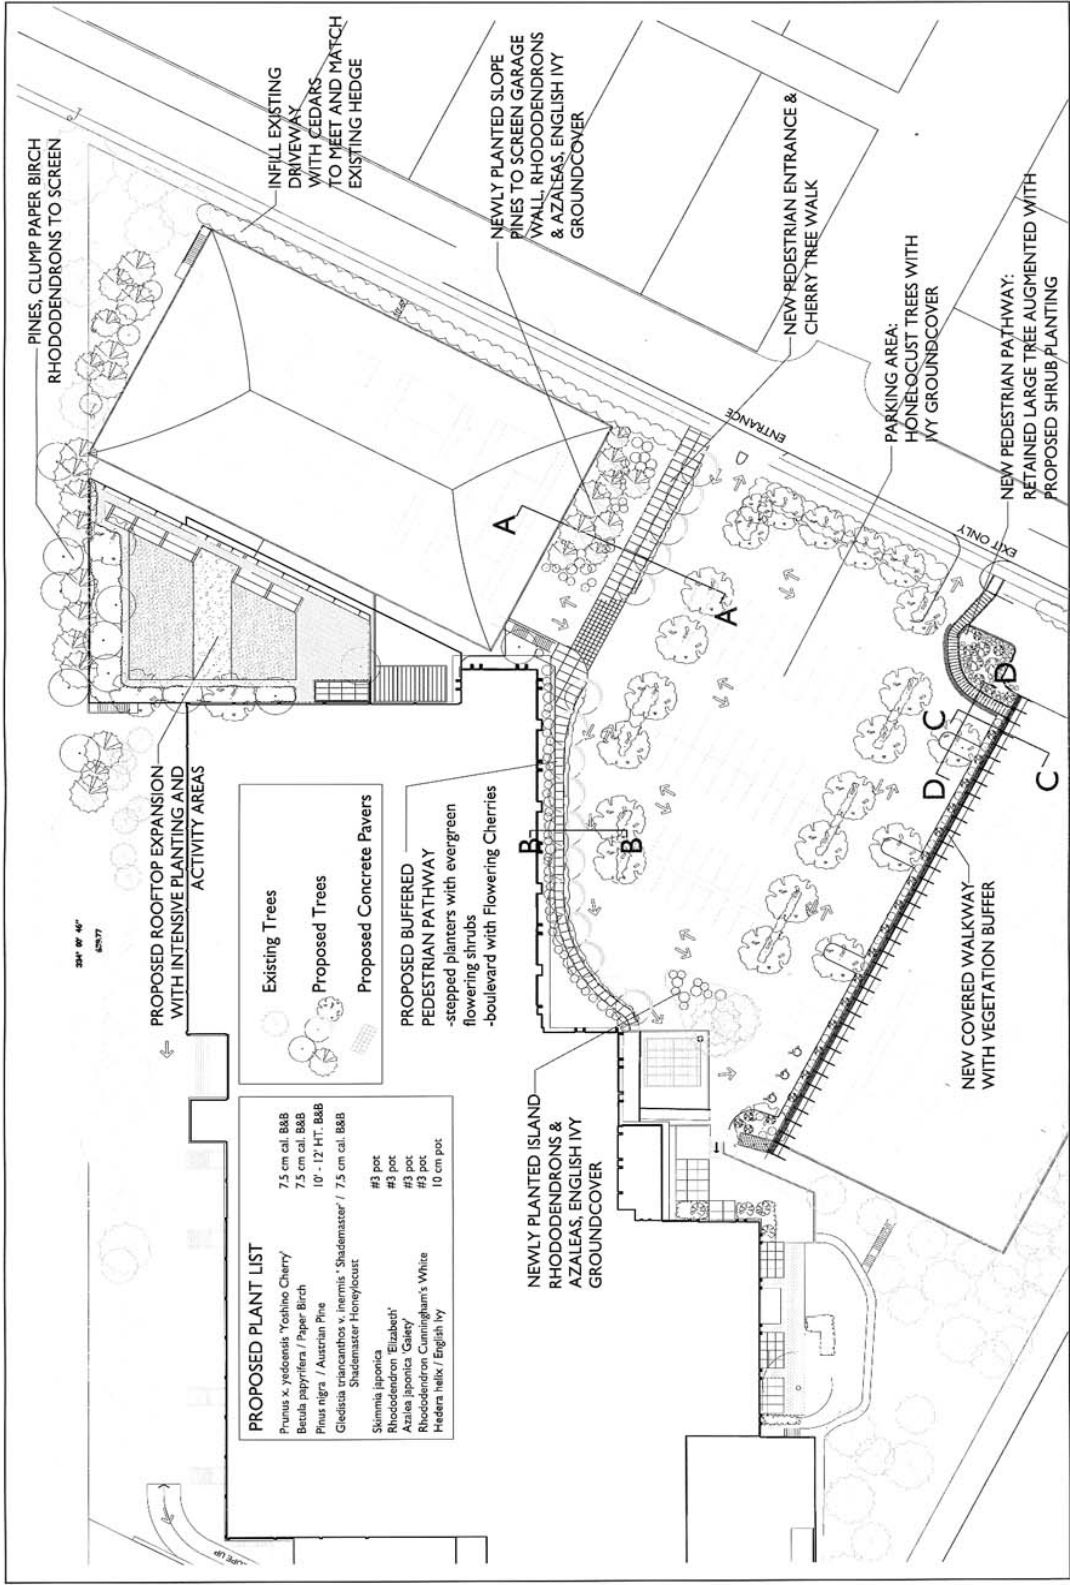 PINES, CLUMP PAPER BIRCH
RHODODENDRONS TO SCREEN
INFILL EXISTING
DRIVEWAY
WITH CEDARS
TO MEET AND MATCH
EXISTING HEDGE
NEWLY PLANTED SLOPE
PINES TO SCREEN GARAGE
WALL, RHODODENDRONS
& AZALEAS, ENGLISH IVY
GROUNDCOVER
NEW PEDESTRIAN ENTRANCE &
CHERRY TREE WALK
PARKING AREA:
HONELOCUST TREES WITH
IVY GROUNDCOVER
NEW PEDESTRIAN PATHWAY:
RETAINED LARGE TREE AUGMENTED WITH
PROPOSED SHRUB PLANTING
ENTRANCE
EXIT ONLY
A
A
B
B
C
C
D
D
PROPOSED ROOFTOP EXPANSION
WITH INTENSIVE PLANTING AND
ACTIVITY AREAS
Existing Trees
Proposed Trees
Proposed Concrete Pavers
PROPOSED BUFFERED
PEDESTRIAN PATHWAY
-stepped planters with evergreen
flowering shrubs
-boulevard with Flowering Cherries
NEW COVERED WALKWAY
WITH VEGETATION BUFFER
NEWLY PLANTED ISLAND
RHODODENDRONS &
AZALEAS, ENGLISH IVY
GROUNDCOVER
PROPOSED PLANT LIST
Prunus x. yedoensis 'Yoshino Cherry' 7.5 cm cal. B&B
Betula papyrifera / Paper Birch 7.5 cm cal. B&B
Pinus nigra / Austrian Pine 10' - 12' HT. B&B
Gledistia triancanthos v. inermis ' Shademaster' / 7.5 cm cal. B&B
Shademaster Honeylocust
Skimmia japonica #3 pot
Rhododendron 'Elizabeth' #3 pot
Azalea japonica 'Gaiety' #3 pot
Rhododendron Cunningham's White #3 pot
Hedera helix / English Ivy 10 cm pot